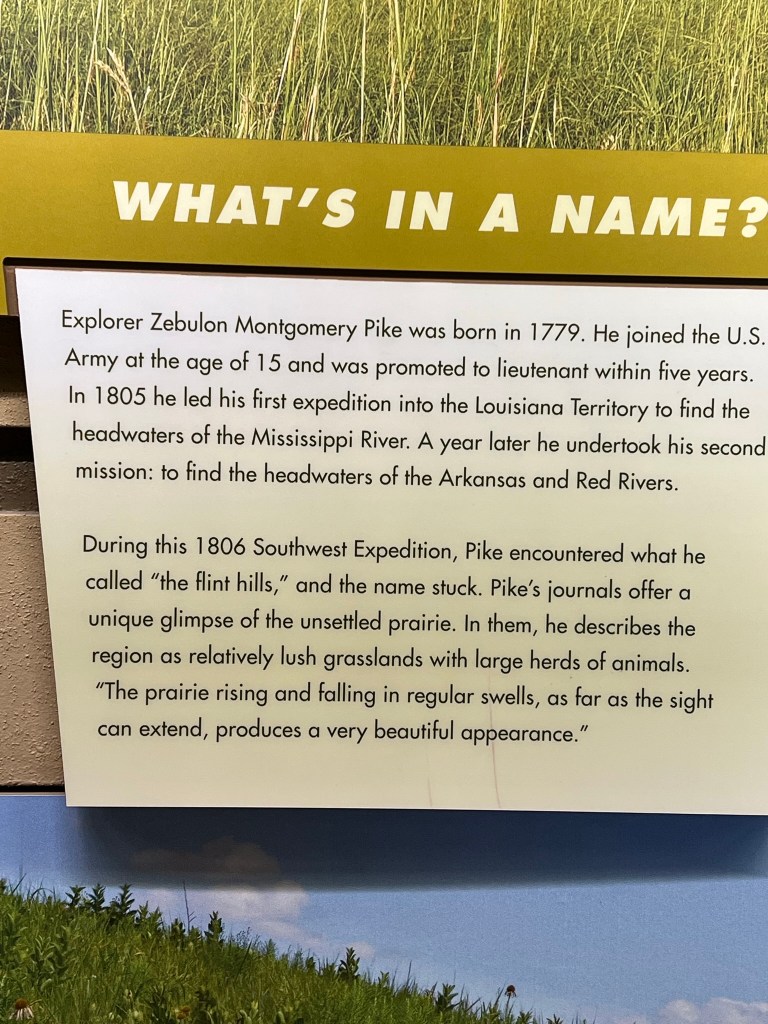 WHAT'S IN A NAME?
Explorer Zebulon Montgomery Pike was born in 1779. He joined the U.S.
Army at the age of 15 and was promoted to lieutenant within five years.
In 1805 he led his first expedition into the Louisiana Territory to find the
headwaters of the Mississippi River. A year later he undertook his second
mission: to find the headwaters of the Arkansas and Red Rivers.
During this 1806 Southwest Expedition, Pike encountered what he
called “the flint hills,” and the name stuck. Pike’s journals offer a
unique glimpse of the unsettled prairie. In them, he describes the
region as relatively lush grasslands with large herds of animals.
“The prairie rising and falling in regular swells, as far as the sight
can extend, produces a very beautiful appearance.”